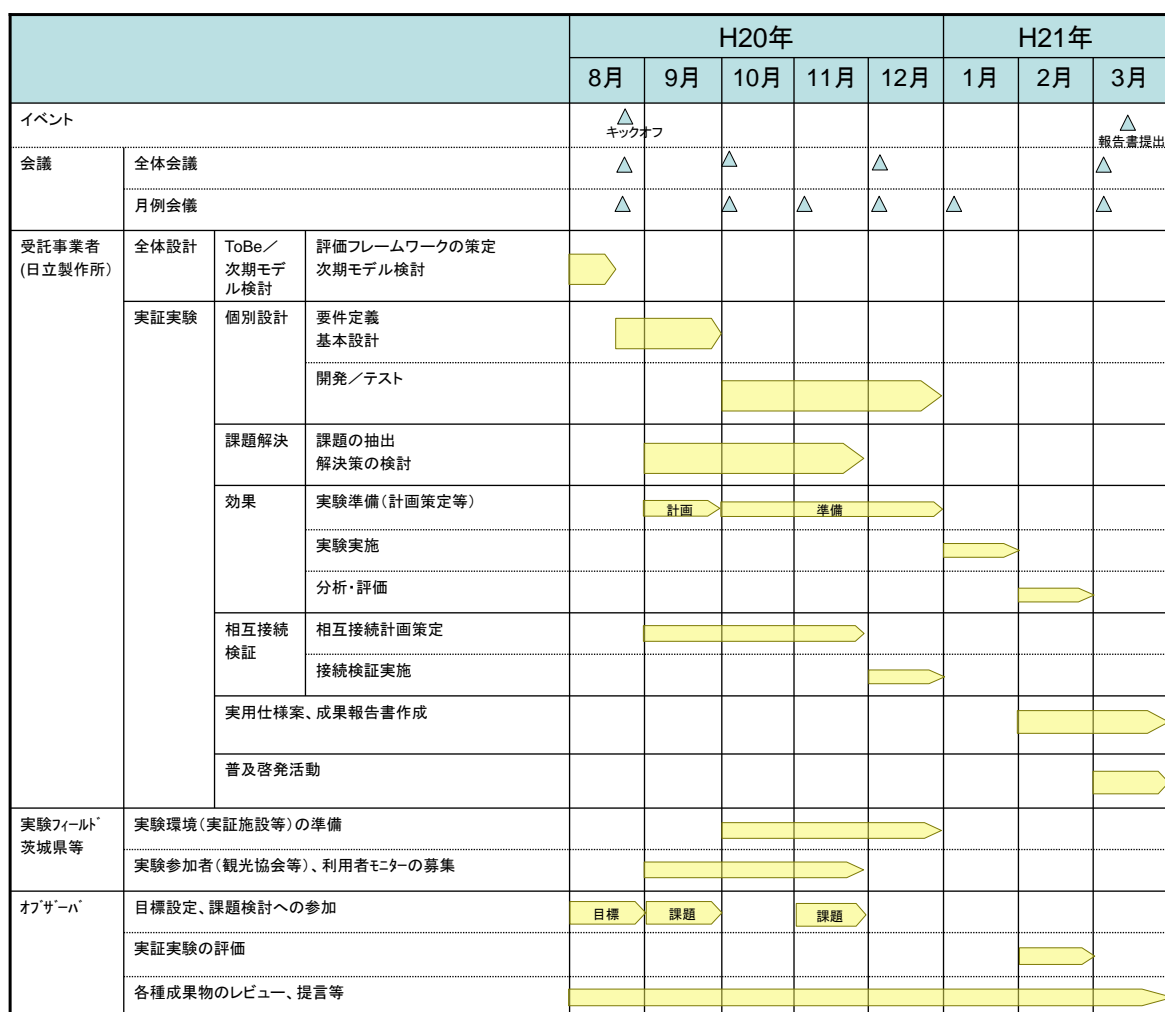 H20年
H21年
8月
9月
10月
11月
12月
1月
2月
3月
イベント
キックオフ
報告書提出
会議
全体会議
月例会儀
受託事業者
(日立製作所)
全体設計
ToBe／
次期モデ
ル検討
評価フレームワークの策定
次期モデル検討
実証実験
個別設計
要件定義
基本設計
開発／テスト
課題解決
課題の抽出
解決策の検討
効果
実験準備(計画策定等)
計画
準備
実験実施
分析・評価
相互接続
検証
相互接続計画策定
接続検証実施
実用仕様案、成果報告書作成
普及啓発活動
実験ﾌｨｰﾙﾄﾞ
茨城県等
実験環境(実証施設等)の準備
実験参加者(観光協会等)、利用者ﾓﾆﾀｰの募集
ｵﾌﾞｻﾞｰﾊﾞ
目標設定、課題検討への参加
目標
課題
課題
実証実験の評価
各種成果物のレビュー、提言等